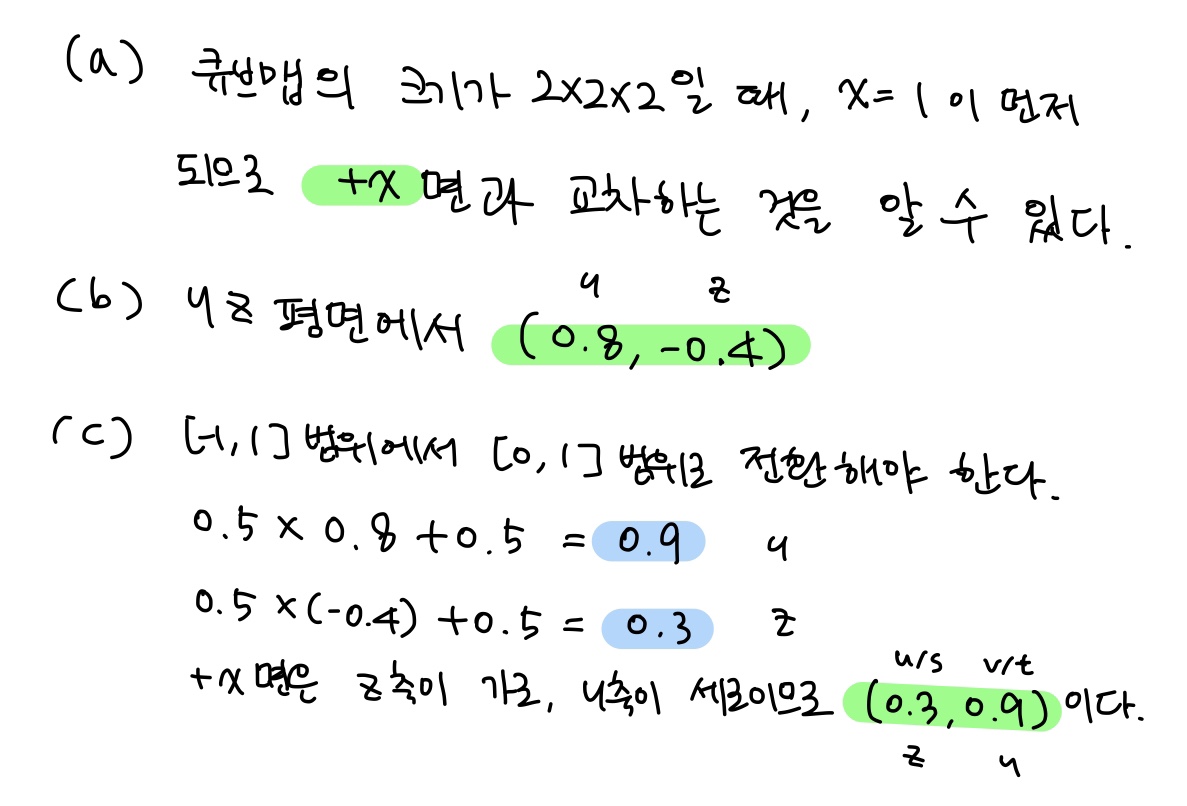 (a) 큐브맵의 크기가 2x2x2일 때, x=1이 먼저
되므로 +x 면과 교차하는 것을 알 수 있다.
y z
(b) yz 평면에서 (0.8, -0.4)
(c) [-1, 1] 범위에서 [0, 1] 범위로 전환해야 한다.
0.5 x 0.8 + 0.5 = 0.9 y
0.5 x (-0.4) + 0.5 = 0.3 z
u/s v/t
+x 면은 z축이 가로, y축이 세로이므로 (0.3, 0.9)이다.
z y